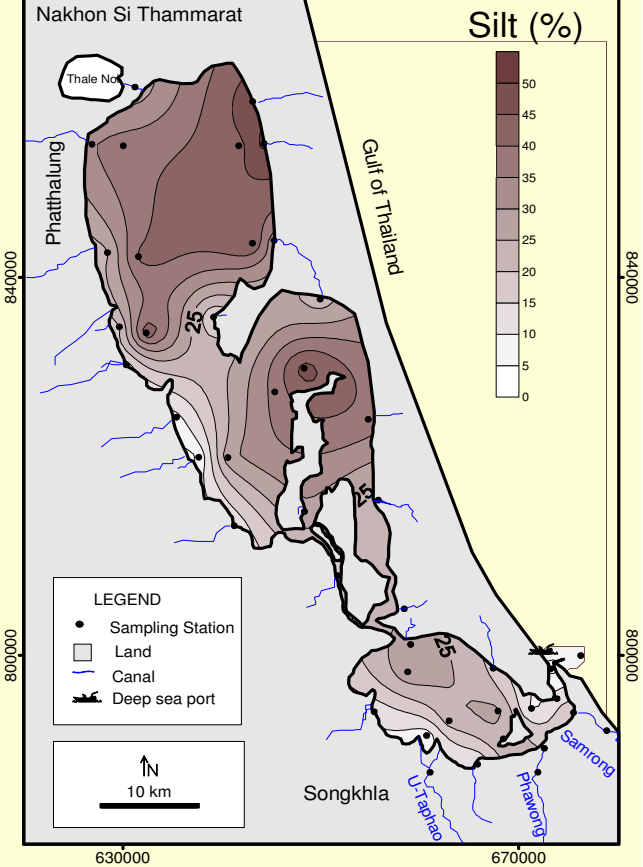 Nakhon Si Thammarat
Silt (%)
Thale No
Phatthalung
Gulf of Thailand
50
45
40
35
30
25
20
15
10
5
0
840000
840000
25
25
25
800000
800000
LEGEND
Sampling Station
Land
Canal
Deep sea port
N
10 km
Songkhla
U-Taphao
Phawong
Samrong
630000
670000